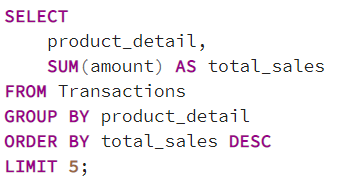 SELECT
    product_detail,
    SUM(amount) AS total_sales
FROM Transactions
GROUP BY product_detail
ORDER BY total_sales DESC
LIMIT 5;